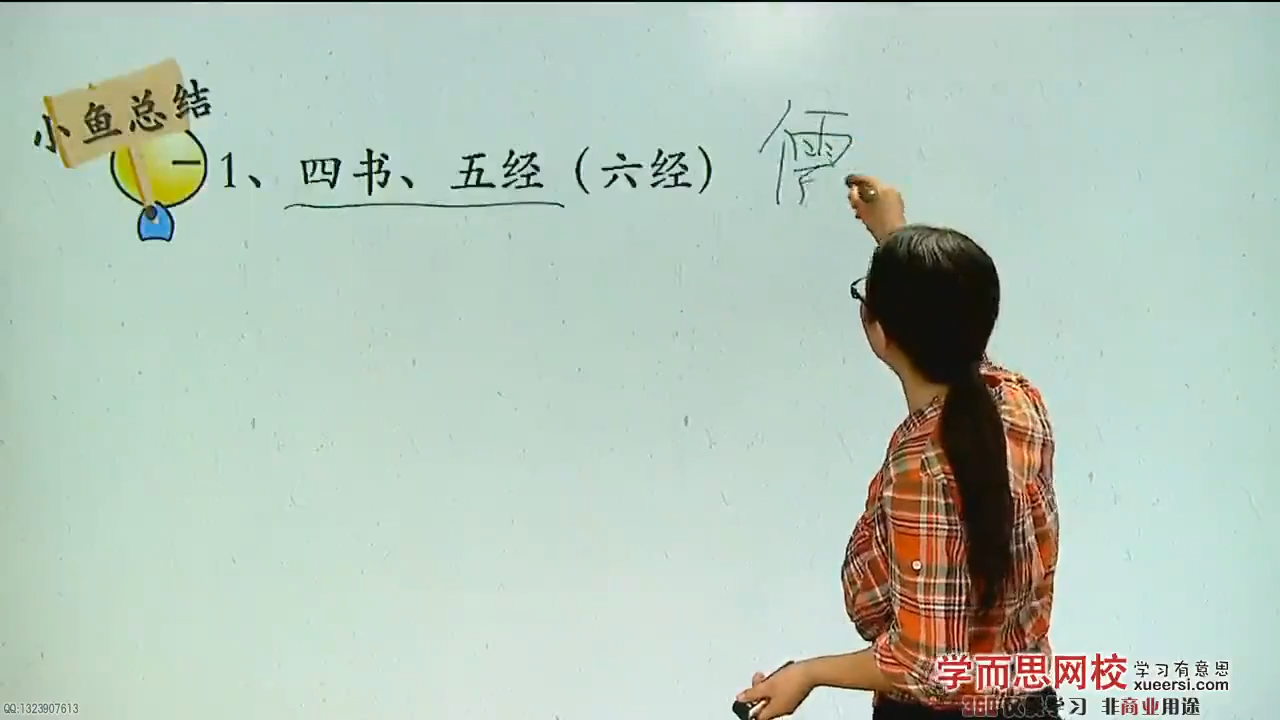 小鱼总结
1、四书、五经（六经） 儒
学而思网校 学习有意思
xueersi.com
非商业用途
QQ:1323907613